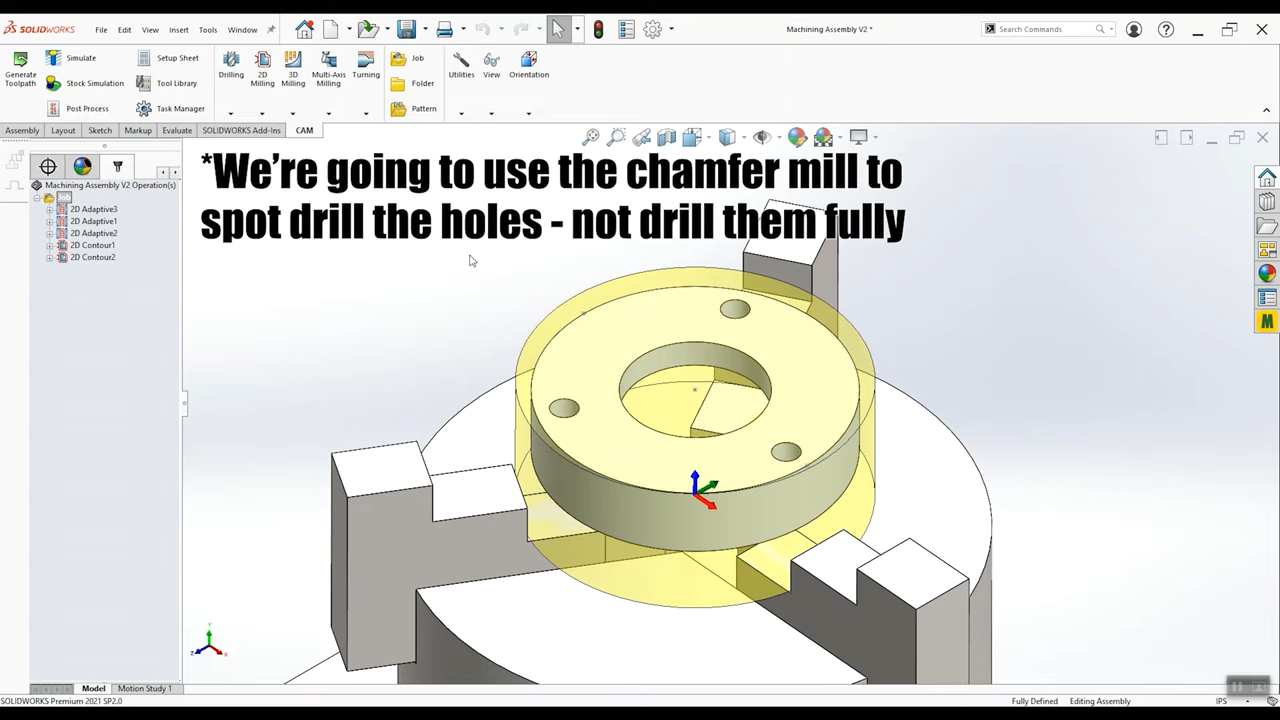 SOLIDWORKS File Edit View Insert Tools Window Machining Assembly V2 * Search Commands
Generate Toolpath
Simulate
Stock Simulation
Post Process
Setup Sheet
Tool Library
Task Manager
Drilling
2D Milling
3D Milling
Multi-Axis Milling
Turning
Job
Folder
Pattern
Utilities
View
Orientation
Assembly Layout Sketch Markup Evaluate SOLIDWORKS Add-Ins CAM
*We're going to use the chamfer mill to
spot drill the holes - not drill them fully
Machining Assembly V2 Operation(s)
Job
2D Adaptive3
2D Adaptive1
2D Adaptive2
2D Contour1
2D Contour2
M
Y
Z X
Model Motion Study 1
SOLIDWORKS Premium 2021 SP2.0 Fully Defined Editing Assembly IPS